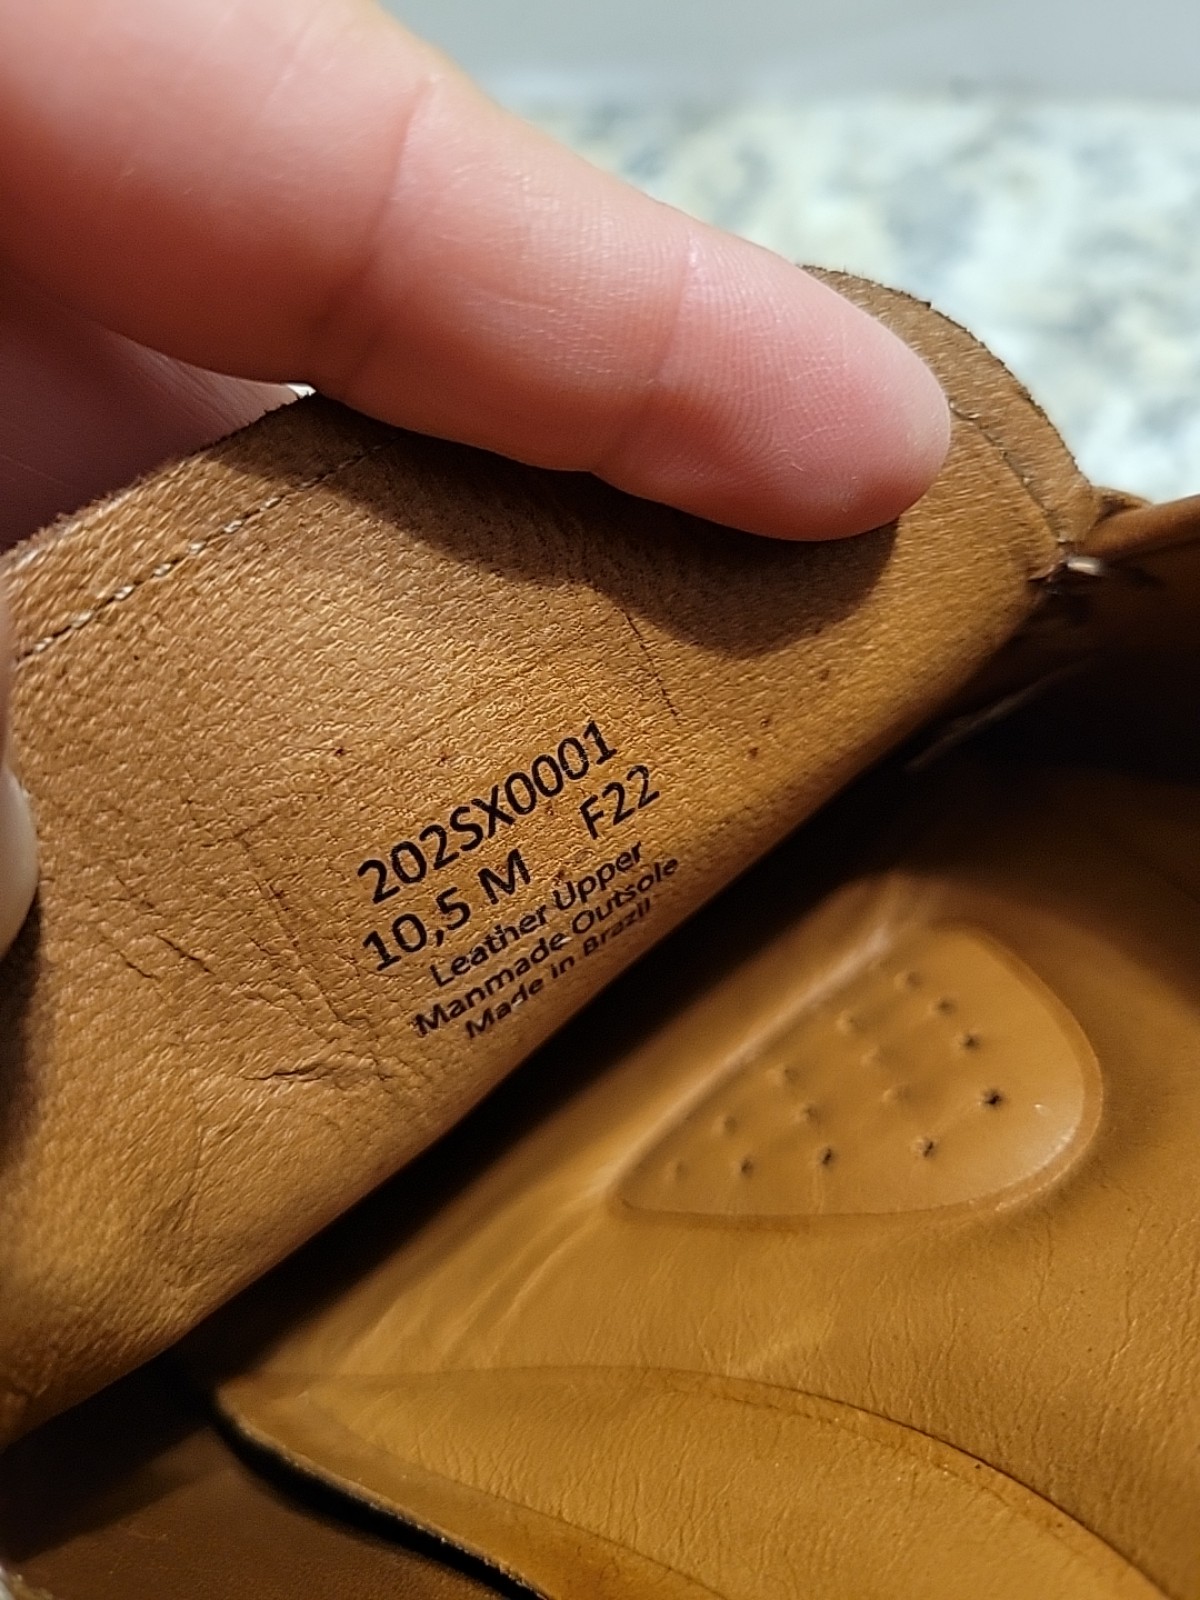 202SX0001
10,5 M F22
Leather Upper
Manmade Outsole
Made in Brazil